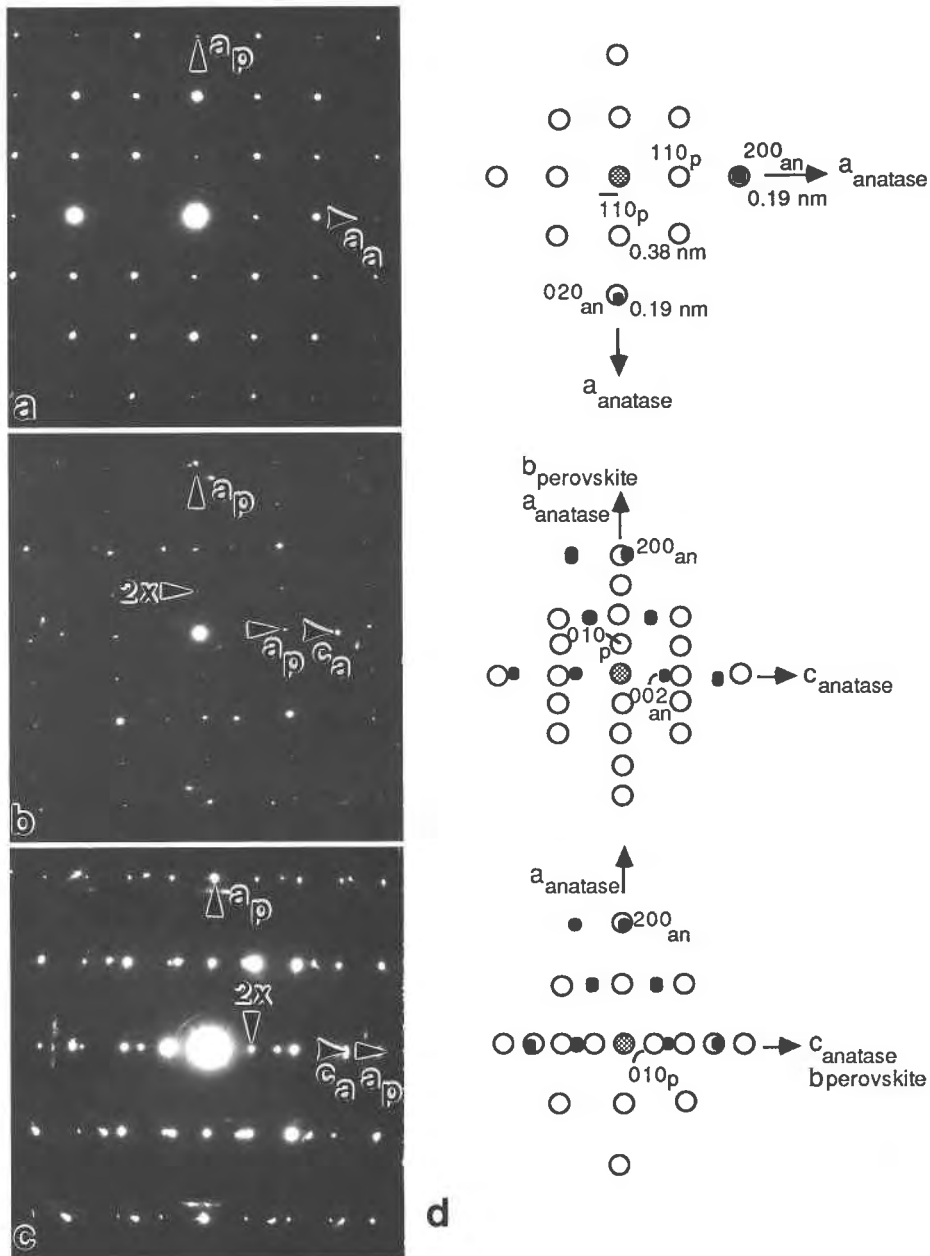 a_p
a_a
a
110_p
200_an
a_anatase
0.19 nm
1̅10_p
0.38 nm
020_an
0.19 nm
a_anatase
a_p
2x
a_p
c_a
b
b_perovskite
a_anatase
200_an
010_p
002_an
c_anatase
a_p
2x
c_a a_p
c
a_anatase
200_an
010_p
c_anatase
b perovskite
d